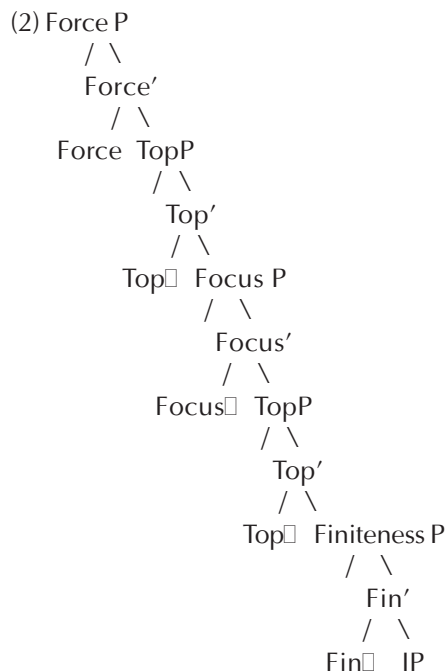 (2) Force P
/ \
Force′
/ \
Force TopP
/ \
Top′
/ \
Top□ Focus P
/ \
Focus′
/ \
Focus□ TopP
/ \
Top′
/ \
Top□ Finiteness P
/ \
Fin′
/ \
Fin□ IP